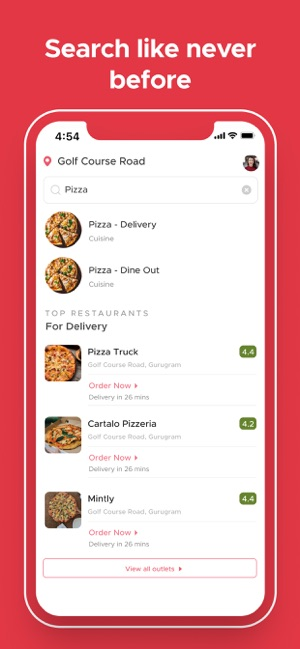 Search like never
before
4:54
Golf Course Road
Pizza
Pizza - Delivery
Cuisine
Pizza - Dine Out
Cuisine
TOP RESTAURANTS
For Delivery
Pizza Truck
4.4
Golf Course Road, Gurugram
Order Now
Delivery in 26 mins
Cartalo Pizzeria
4.2
Golf Course Road, Gurugram
Order Now
Delivery in 26 mins
Mintly
4.4
Golf Course Road, Gurugram
Order Now
Delivery in 26 mins
View all outlets